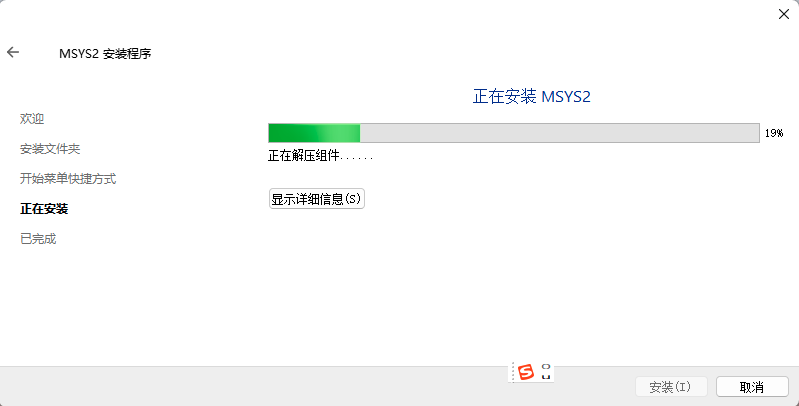 MSYS2 安装程序
正在安装 MSYS2
欢迎
安装文件夹
开始菜单快捷方式
正在安装
已完成
19%
正在解压组件......
显示详细信息(S)
安装(I)
取消